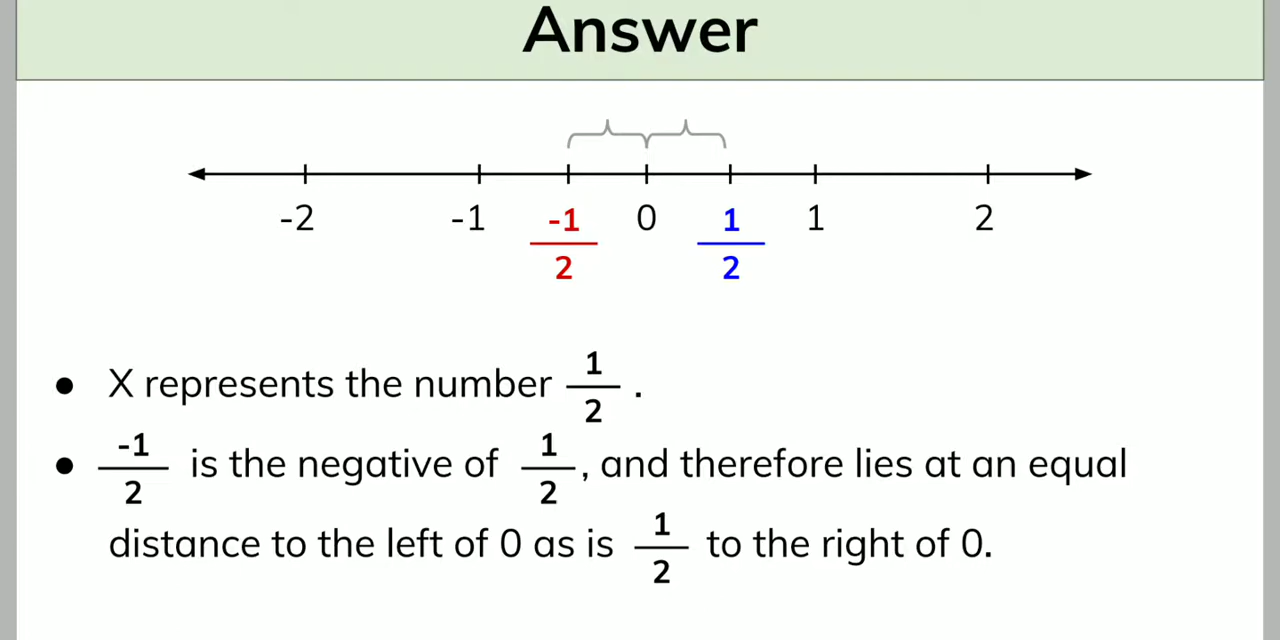 Answer
-2 -1 -1/2 0 1/2 1 2
● X represents the number 1/2 .
● -1/2 is the negative of 1/2, and therefore lies at an equal
distance to the left of 0 as is 1/2 to the right of 0.